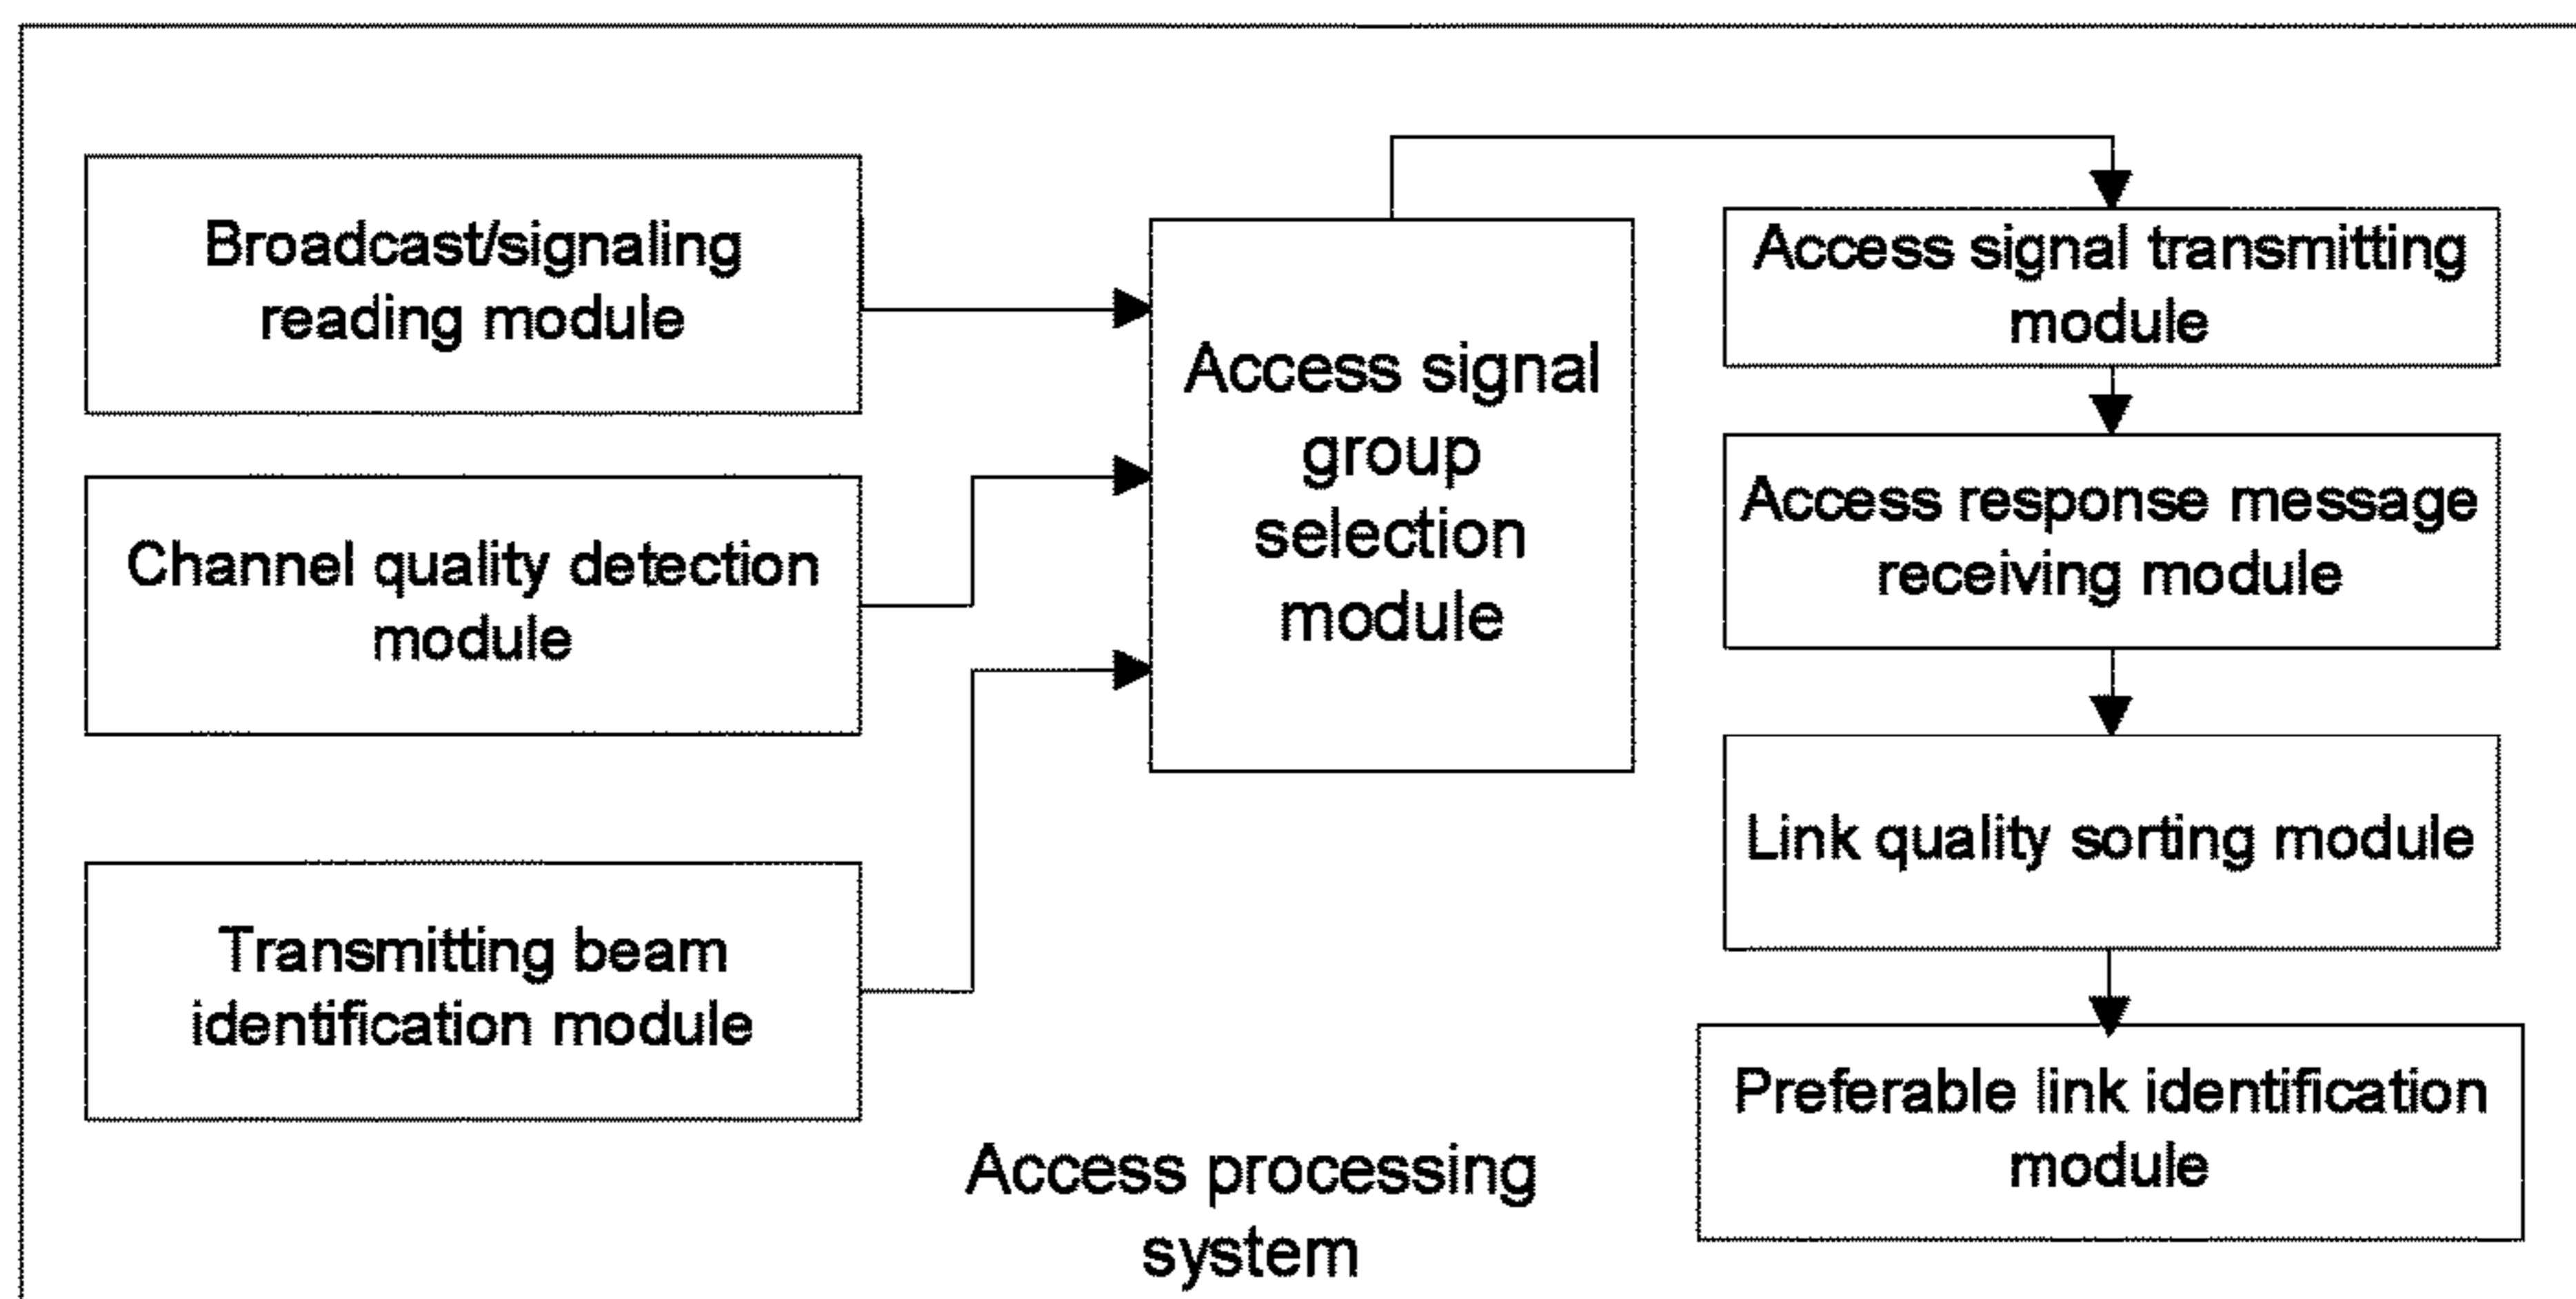 Broadcast/signaling
reading module
Channel quality detection
module
Transmitting beam
identification module
Access signal
group
selection
module
Access signal transmitting
module
Access response message
receiving module
Link quality sorting module
Preferable link identification
module
Access processing
system